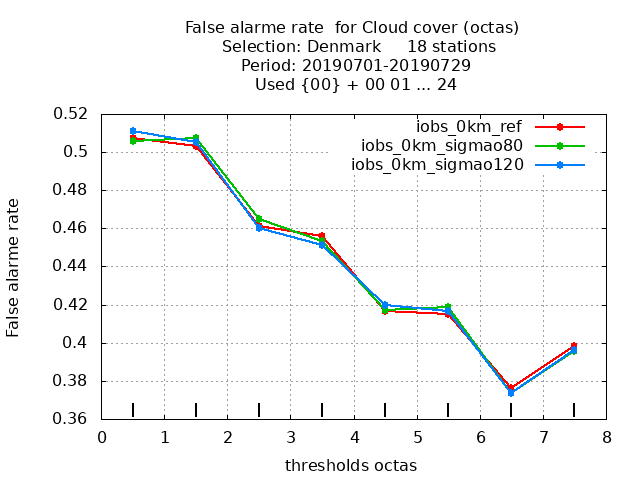 False alarme rate  for Cloud cover (octas)
Selection: Denmark     18 stations
Period: 20190701-20190729
Used {00} + 00 01 ... 24
iobs_0km_ref
iobs_0km_sigmao80
iobs_0km_sigmao120
False alarme rate
0.52
0.5
0.48
0.46
0.44
0.42
0.4
0.38
0.36
0 1 2 3 4 5 6 7 8
thresholds octas